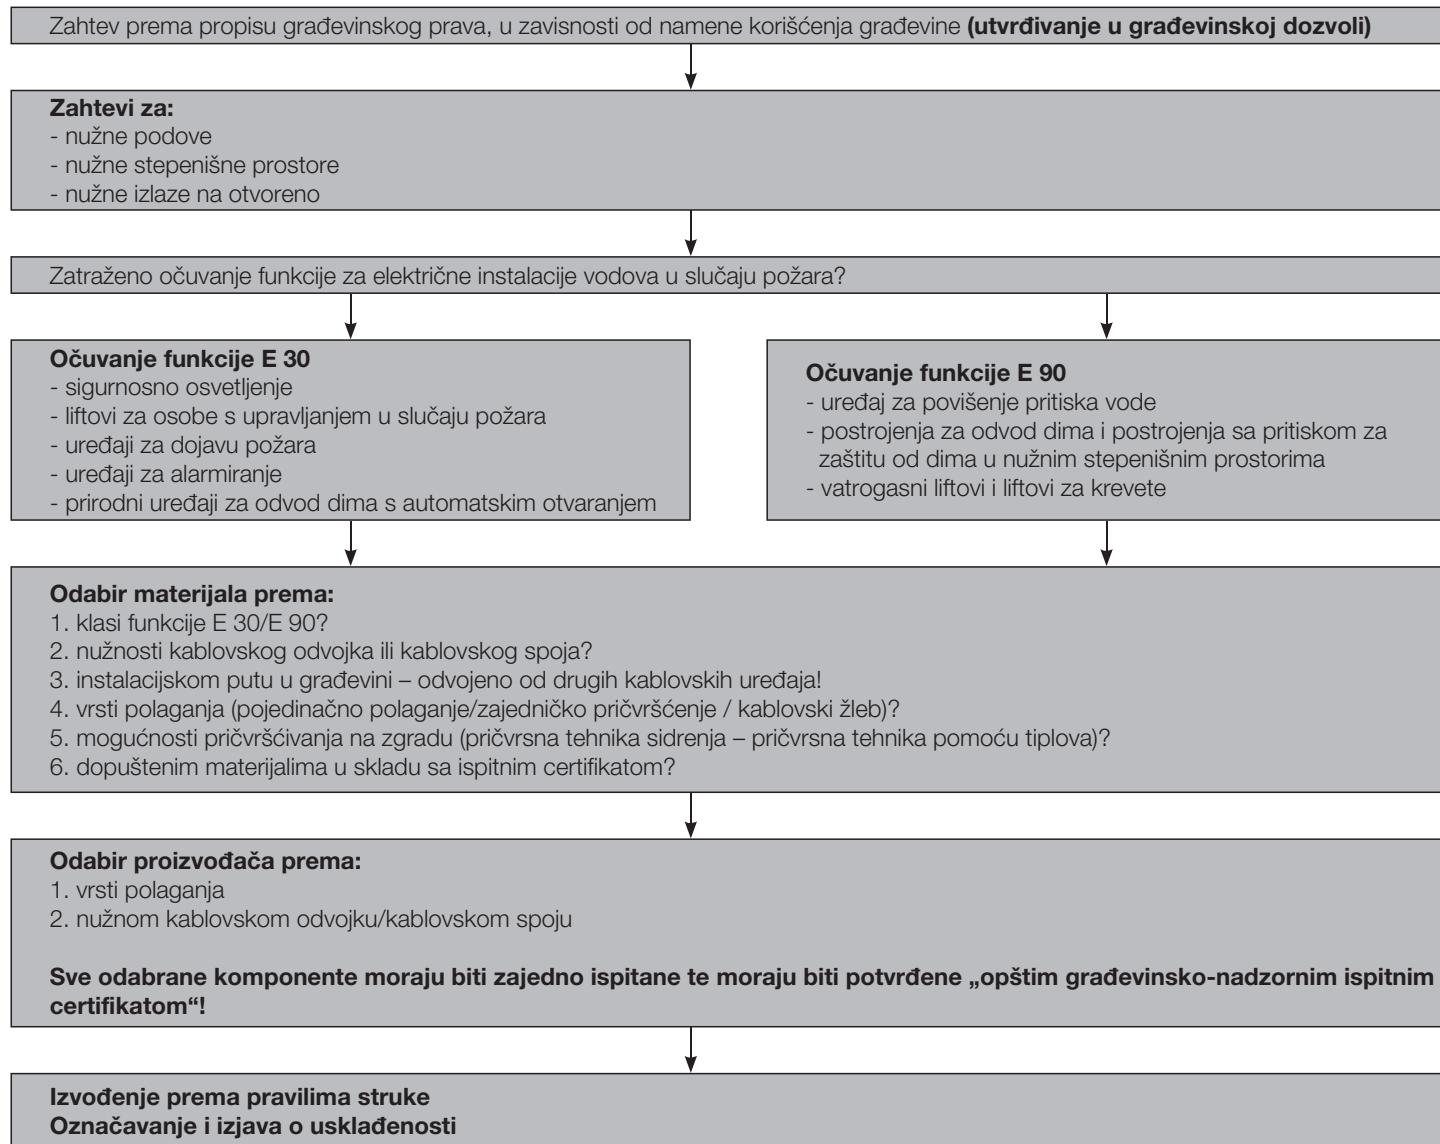 Zahtev prema propisu građevinskog prava, u zavisnosti od namene korišćenja građevine (utvrđivanje u građevinskoj dozvoli)
Zahtevi za:
- nužne podove
- nužne stepenišne prostore
- nužne izlaze na otvoreno
Zatraženo očuvanje funkcije za električne instalacije vodova u slučaju požara?
Očuvanje funkcije E 30
- sigurnosno osvetljenje
- liftovi za osobe s upravljanjem u slučaju požara
- uređaji za dojavu požara
- uređaji za alarmiranje
- prirodni uređaji za odvod dima s automatskim otvaranjem
Očuvanje funkcije E 90
- uređaj za povišenje pritiska vode
- postrojenja za odvod dima i postrojenja sa pritiskom za
zaštitu od dima u nužnim stepenišnim prostorima
- vatrogasni liftovi i liftovi za krevete
Odabir materijala prema:
1. klasi funkcije E 30/E 90?
2. nužnosti kablovskog odvojka ili kablovskog spoja?
3. instalacijskom putu u građevini – odvojeno od drugih kablovskih uređaja!
4. vrsti polaganja (pojedinačno polaganje/zajedničko pričvršćenje / kablovski žleb)?
5. mogućnosti pričvršćivanja na zgradu (pričvrsna tehnika sidrenja – pričvrsna tehnika pomoću tiplova)?
6. dopuštenim materijalima u skladu sa ispitnim certifikatom?
Odabir proizvođača prema:
1. vrsti polaganja
2. nužnom kablovskom odvojku/kablovskom spoju
Sve odabrane komponente moraju biti zajedno ispitane te moraju biti potvrđene „opštim građevinsko-nadzornim ispitnim
certifikatom“!
Izvođenje prema pravilima struke
Označavanje i izjava o usklađenosti